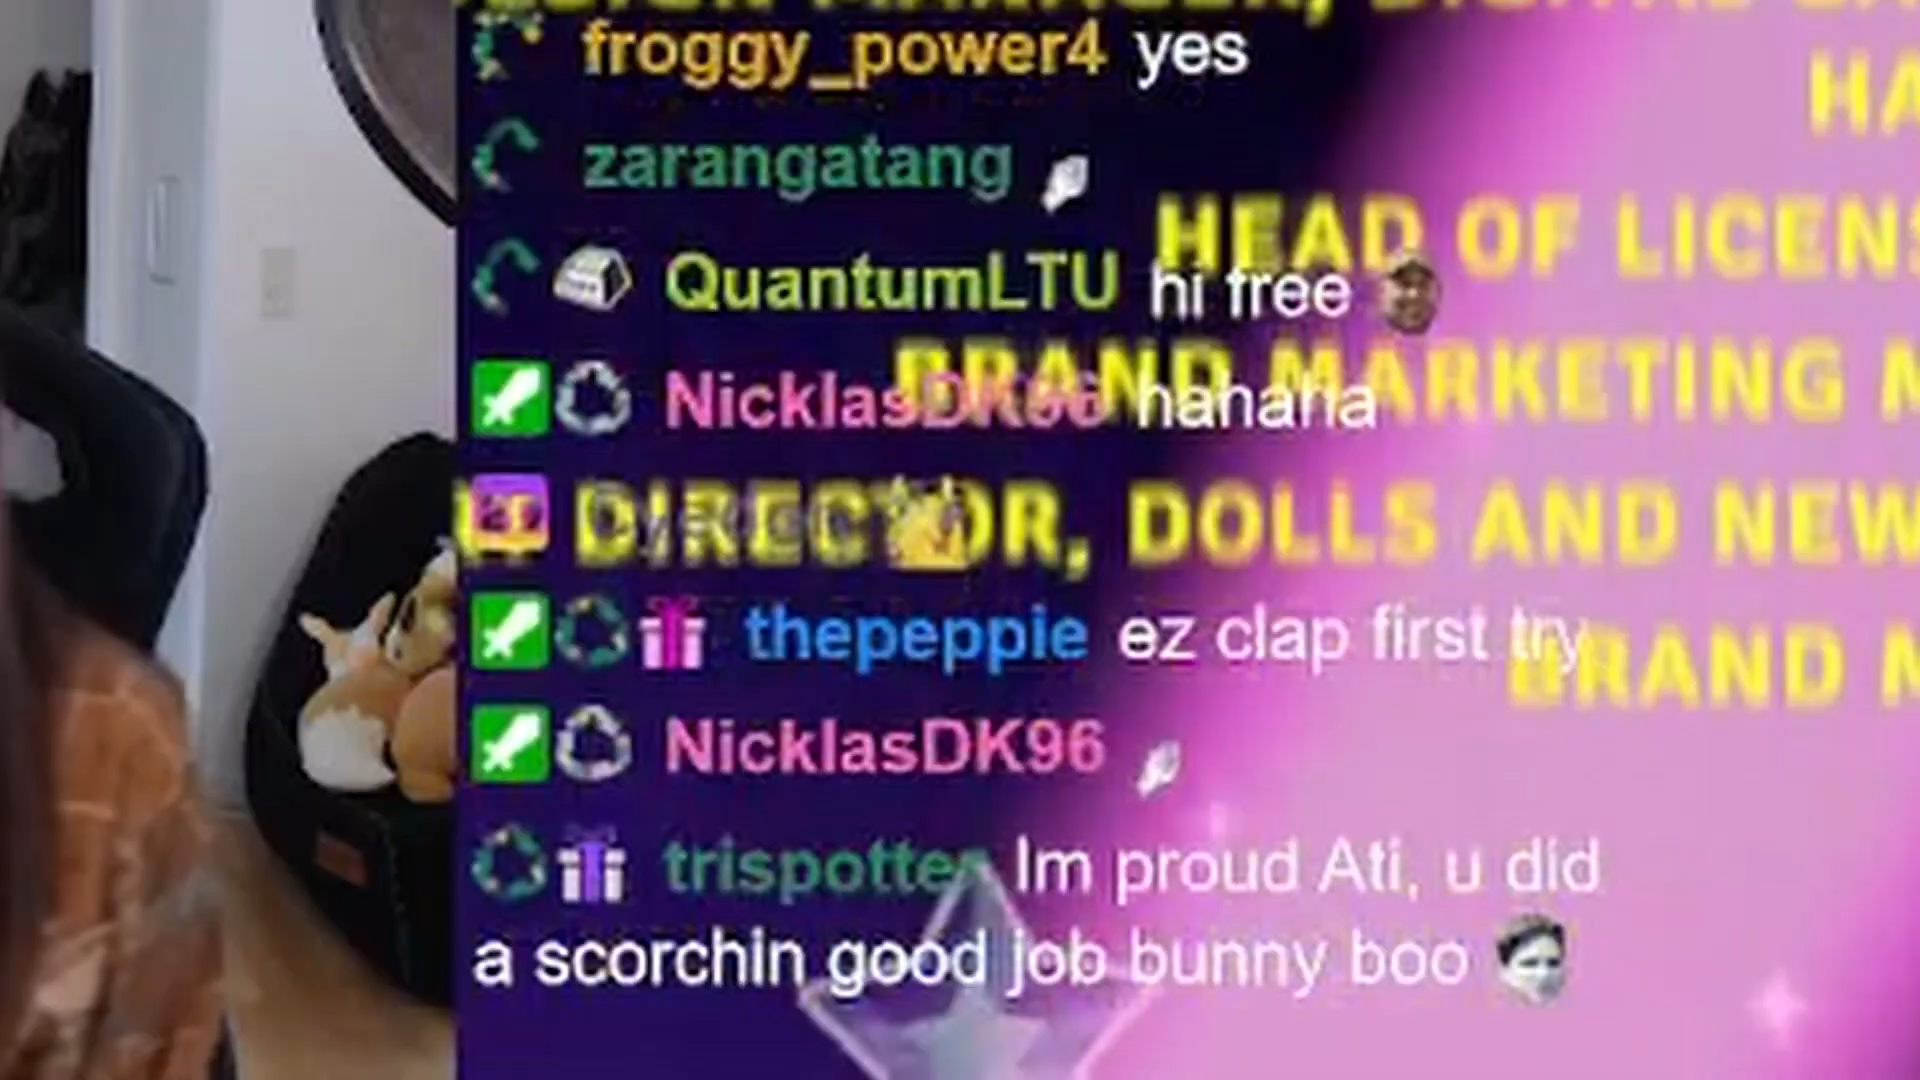 froggy_power4 yes
HA
zarangatang
HEAD OF LICENS
QuantumLTU hi free
BRAND MARKETING M
NicklasDK96 hahaha
DIRECTOR, DOLLS AND NEW
thepeppie ez clap first try
BRAND M
NicklasDK96
trispotter Im proud Ati, u did
a scorchin good job bunny boo